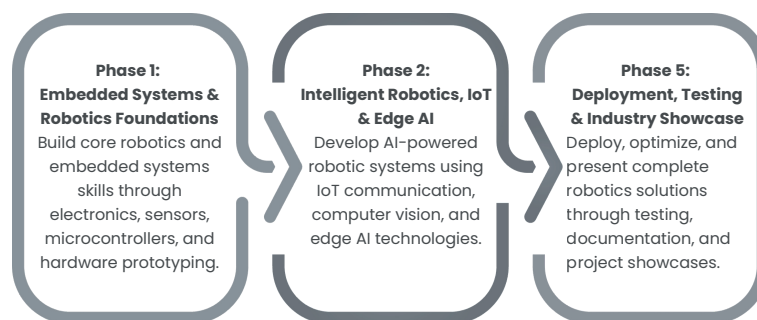 Phase 1:
Embedded Systems &
Robotics Foundations
Build core robotics and
embedded systems
skills through
electronics, sensors,
microcontrollers, and
hardware prototyping.
Phase 2:
Intelligent Robotics, IoT
& Edge AI
Develop AI-powered
robotic systems using
IoT communication,
computer vision, and
edge AI technologies.
Phase 5:
Deployment, Testing
& Industry Showcase
Deploy, optimize, and
present complete
robotics solutions
through testing,
documentation, and
project showcases.